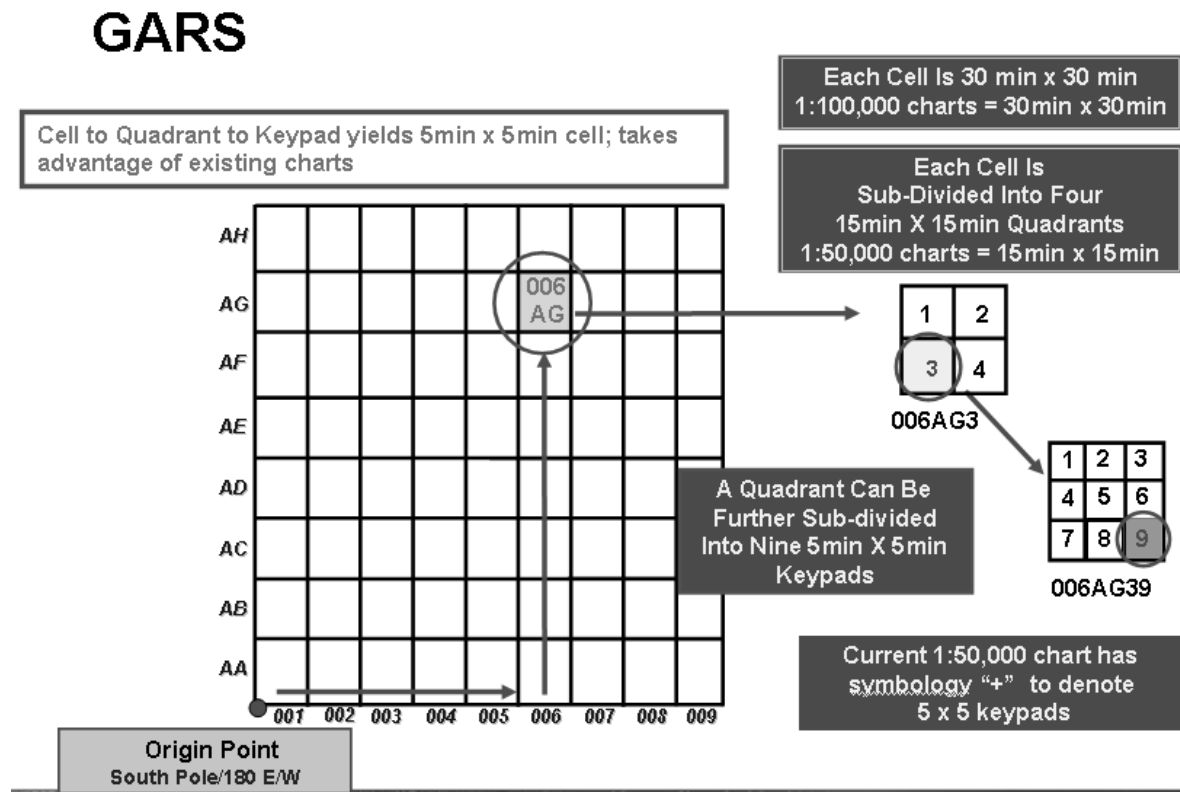 GARS
Each Cell Is 30 min x 30 min
1:100,000 charts = 30min x 30min
Cell to Quadrant to Keypad yields 5min x 5min cell; takes
advantage of existing charts
Each Cell Is
Sub-Divided Into Four
15min X 15min Quadrants
1:50,000 charts = 15min x 15min
AH
AG
AF
AE
AD
AC
AB
AA
006
AG
001 002 003 004 005 006 007 008 009
Origin Point
South Pole/180 E/W
1 2
3 4
006AG3
A Quadrant Can Be
Further Sub-divided
Into Nine 5min X 5min
Keypads
1 2 3
4 5 6
7 8 9
006AG39
Current 1:50,000 chart has
symbology "+" to denote
5 x 5 keypads